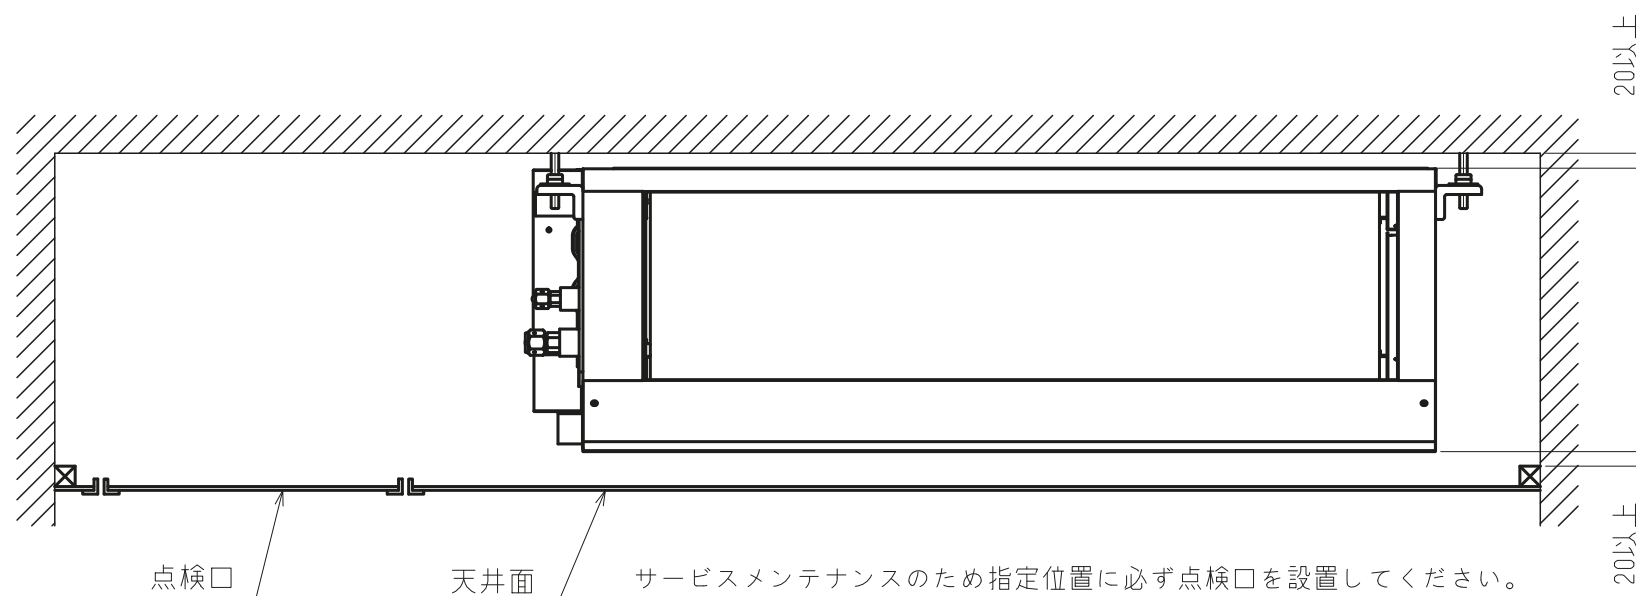 20以上
点検口
天井面
サービスメンテナンスのため指定位置に必ず点検口を設置してください。
20以上